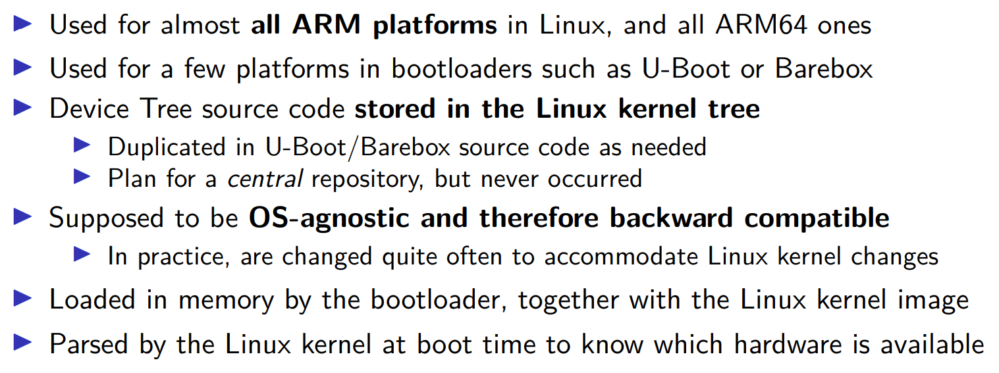 Used for almost all ARM platforms in Linux, and all ARM64 ones
Used for a few platforms in bootloaders such as U-Boot or Barebox
Device Tree source code stored in the Linux kernel tree
Duplicated in U-Boot/Barebox source code as needed
Plan for a central repository, but never occurred
Supposed to be OS-agnostic and therefore backward compatible
In practice, are changed quite often to accommodate Linux kernel changes
Loaded in memory by the bootloader, together with the Linux kernel image
Parsed by the Linux kernel at boot time to know which hardware is available